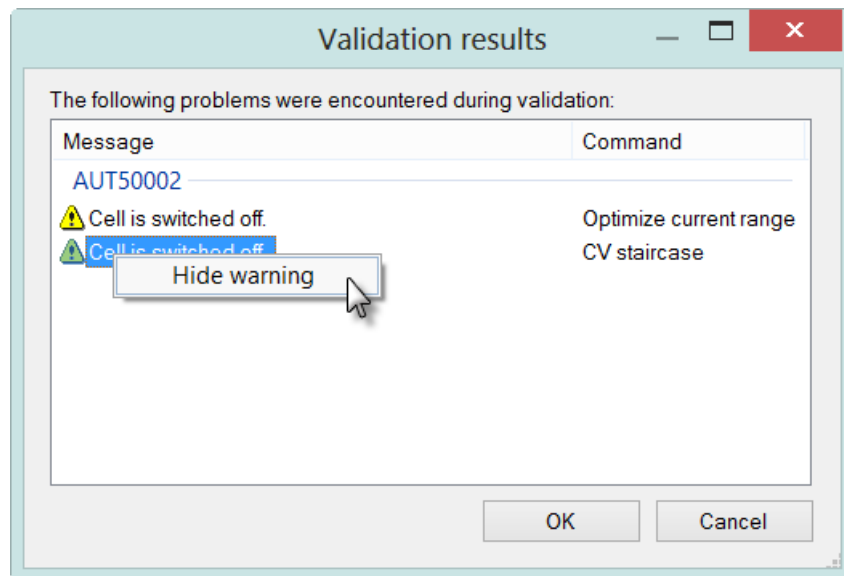 Validation results
The following problems were encountered during validation:
Message Command
AUT50002
Cell is switched off. Optimize current range
Cell is switched off. CV staircase
Hide warning
OK Cancel